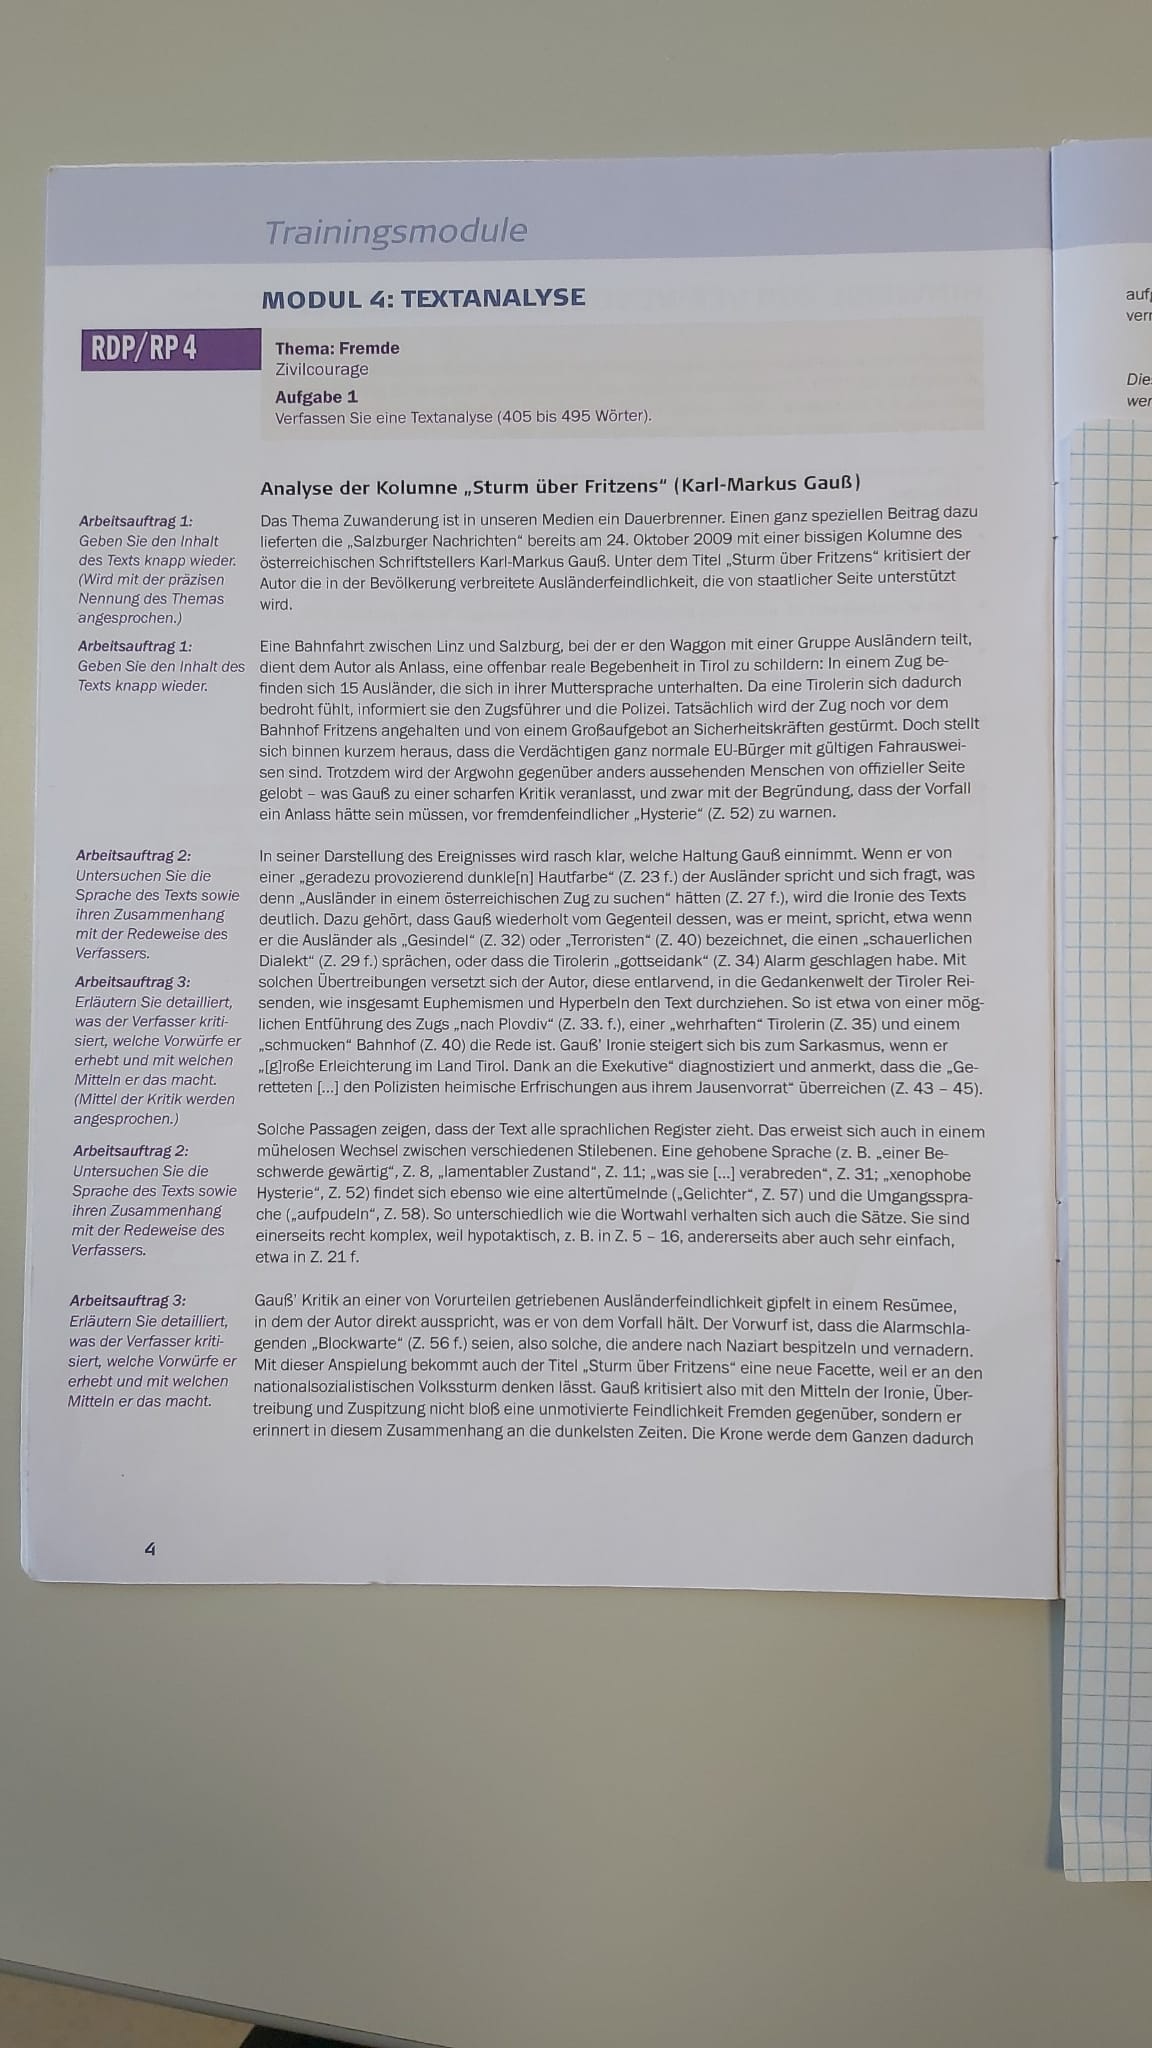 Trainingsmodule
MODUL 4: TEXTANALYSE
RDP/RP 4
Thema: Fremde
Zivilcourage
Aufgabe 1
Verfassen Sie eine Textanalyse (405 bis 495 Wörter).
Analyse der Kolumne „Sturm über Fritzens“ (Karl-Markus Gauß)
Arbeitsauftrag 1:
Geben Sie den Inhalt
des Texts knapp wieder.
(Wird mit der präzisen
Nennung des Themas
angesprochen.)
Das Thema Zuwanderung ist in unseren Medien ein Dauerbrenner. Einen ganz speziellen Beitrag dazu
lieferten die „Salzburger Nachrichten“ bereits am 24. Oktober 2009 mit einer bissigen Kolumne des
österreichischen Schriftstellers Karl-Markus Gauß. Unter dem Titel „Sturm über Fritzens“ kritisiert der
Autor die in der Bevölkerung verbreitete Ausländerfeindlichkeit, die von staatlicher Seite unterstützt
wird.
Arbeitsauftrag 1:
Geben Sie den Inhalt des
Texts knapp wieder.
Eine Bahnfahrt zwischen Linz und Salzburg, bei der er den Waggon mit einer Gruppe Ausländern teilt,
dient dem Autor als Anlass, eine offenbar reale Begebenheit in Tirol zu schildern: In einem Zug be-
finden sich 15 Ausländer, die sich in ihrer Muttersprache unterhalten. Da eine Tirolerin sich dadurch
bedroht fühlt, informiert sie den Zugsführer und die Polizei. Tatsächlich wird der Zug noch vor dem
Bahnhof Fritzens angehalten und von einem Großaufgebot an Sicherheitskräften gestürmt. Doch stellt
sich binnen kurzem heraus, dass die Verdächtigen ganz normale EU-Bürger mit gültigen Fahrauswei-
sen sind. Trotzdem wird der Argwohn gegenüber anders aussehenden Menschen von offizieller Seite
gelobt – was Gauß zu einer scharfen Kritik veranlasst, und zwar mit der Begründung, dass der Vorfall
ein Anlass hätte sein müssen, vor fremdenfeindlicher „Hysterie“ (Z. 52) zu warnen.
Arbeitsauftrag 2:
Untersuchen Sie die
Sprache des Texts sowie
ihren Zusammenhang
mit der Redeweise des
Verfassers.
Arbeitsauftrag 3:
Erläutern Sie detailliert,
was der Verfasser kriti-
siert, welche Vorwürfe er
erhebt und mit welchen
Mitteln er das macht.
(Mittel der Kritik werden
angesprochen.)
In seiner Darstellung des Ereignisses wird rasch klar, welche Haltung Gauß einnimmt. Wenn er von
einer „geradezu provozierend dunkle[n] Hautfarbe“ (Z. 23 f.) der Ausländer spricht und sich fragt, was
denn „Ausländer in einem österreichischen Zug zu suchen“ hätten (Z. 27 f.), wird die Ironie des Texts
deutlich. Dazu gehört, dass Gauß wiederholt vom Gegenteil dessen, was er meint, spricht, etwa wenn
er die Ausländer als „Gesindel“ (Z. 32) oder „Terroristen“ (Z. 40) bezeichnet, die einen „schauerlichen
Dialekt“ (Z. 29 f.) sprächen, oder dass die Tirolerin „gottseidank“ (Z. 34) Alarm geschlagen habe. Mit
solchen Übertreibungen versetzt sich der Autor, diese entlarvend, in die Gedankenwelt der Tiroler Rei-
senden, wie insgesamt Euphemismen und Hyperbeln den Text durchziehen. So ist etwa von einer mög-
lichen Entführung des Zugs „nach Plovdiv“ (Z. 33. f.), einer „wehrhaften“ Tirolerin (Z. 35) und einem
„schmucken“ Bahnhof (Z. 40) die Rede ist. Gauß’ Ironie steigert sich bis zum Sarkasmus, wenn er
„[g]roße Erleichterung im Land Tirol. Dank an die Exekutive“ diagnostiziert und anmerkt, dass die „Ge-
retteten [...] den Polizisten heimische Erfrischungen aus ihrem Jausenvorrat“ überreichen (Z. 43 – 45).
Arbeitsauftrag 2:
Untersuchen Sie die
Sprache des Texts sowie
ihren Zusammenhang
mit der Redeweise des
Verfassers.
Solche Passagen zeigen, dass der Text alle sprachlichen Register zieht. Das erweist sich auch in einem
mühelosen Wechsel zwischen verschiedenen Stilebenen. Eine gehobene Sprache (z. B. „einer Be-
schwerde gewärtig“, Z. 8, „lamentabler Zustand“, Z. 11; „was sie [...] verabreden“, Z. 31; „xenophobe
Hysterie“, Z. 52) findet sich ebenso wie eine altertümelnde („Gelichter“, Z. 57) und die Umgangsspra-
che („aufpudeln“, Z. 58). So unterschiedlich wie die Wortwahl verhalten sich auch die Sätze. Sie sind
einerseits recht komplex, weil hypotaktisch, z. B. in Z. 5 – 16, andererseits aber auch sehr einfach,
etwa in Z. 21 f.
Arbeitsauftrag 3:
Erläutern Sie detailliert,
was der Verfasser kriti-
siert, welche Vorwürfe er
erhebt und mit welchen
Mitteln er das macht.
Gauß’ Kritik an einer von Vorurteilen getriebenen Ausländerfeindlichkeit gipfelt in einem Resümee,
in dem der Autor direkt ausspricht, was er von dem Vorfall hält. Der Vorwurf ist, dass die Alarmschla-
genden „Blockwarte“ (Z. 56 f.) seien, also solche, die andere nach Naziart bespitzeln und vernadern.
Mit dieser Anspielung bekommt auch der Titel „Sturm über Fritzens“ eine neue Facette, weil er an den
nationalsozialistischen Volkssturm denken lässt. Gauß kritisiert also mit den Mitteln der Ironie, Über-
treibung und Zuspitzung nicht bloß eine unmotivierte Feindlichkeit Fremden gegenüber, sondern er
erinnert in diesem Zusammenhang an die dunkelsten Zeiten. Die Krone werde dem Ganzen dadurch
4
Die